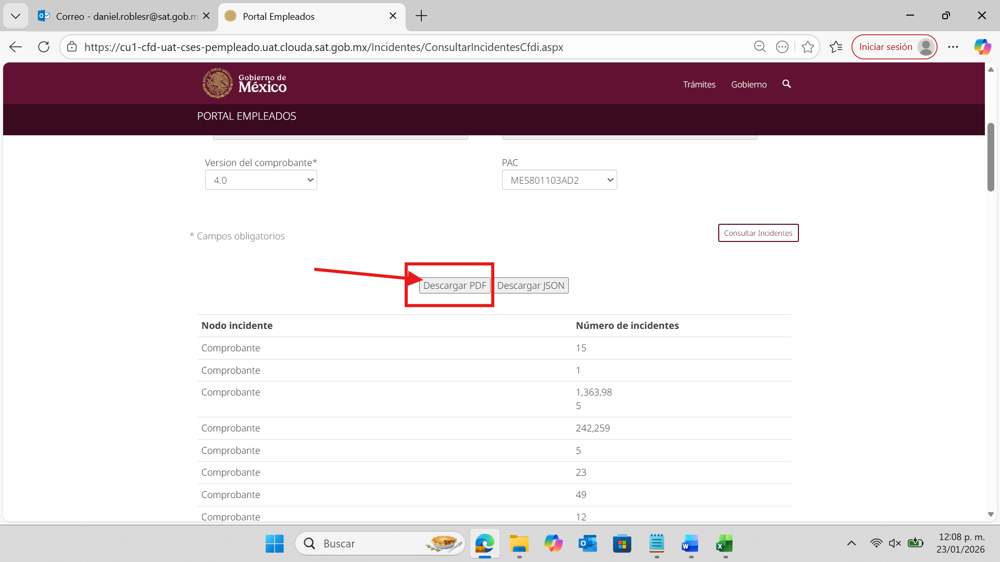 Correo - daniel.roblesr@sat.gob.m
Portal Empleados
https://cu1-cfd-uat-cses-pempleado.uat.clouda.sat.gob.mx/Incidentes/ConsultarIncidentesCfdi.aspx
Iniciar sesión
Gobierno de
México
Trámites
Gobierno
PORTAL EMPLEADOS
Version del comprobante*
PAC
4.0
MES801103AD2
* Campos obligatorios
Consultar Incidentes
Descargar PDF
Descargar JSON
Nodo incidente
Número de incidentes
Comprobante
15
Comprobante
1
Comprobante
1,363,98
5
Comprobante
242,259
Comprobante
5
Comprobante
23
Comprobante
49
Comprobante
12
Buscar
12:08 p. m.
23/01/2026